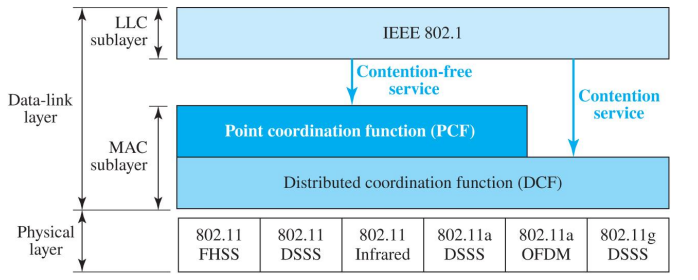 LLC
sublayer
IEEE 802.1
Contention-free
service
Contention
service
Data-link
layer
MAC
sublayer
Point coordination function (PCF)
Distributed coordination function (DCF)
Physical
layer
802.11
FHSS
802.11
DSSS
802.11
Infrared
802.11a
DSSS
802.11a
OFDM
802.11g
DSSS